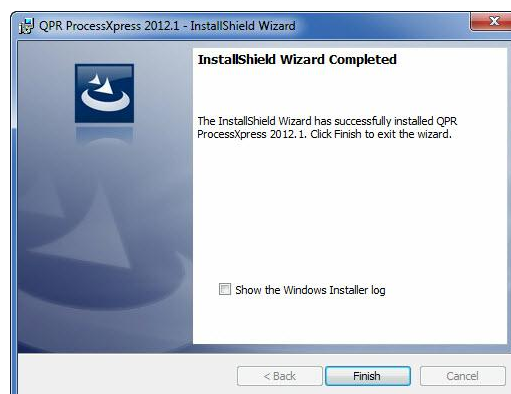 QPR ProcessXpress 2012.1 - InstallShield Wizard
InstallShield Wizard Completed
The InstallShield Wizard has successfully installed QPR
ProcessXpress 2012.1. Click Finish to exit the wizard.
Show the Windows Installer log
< Back
Finish
Cancel